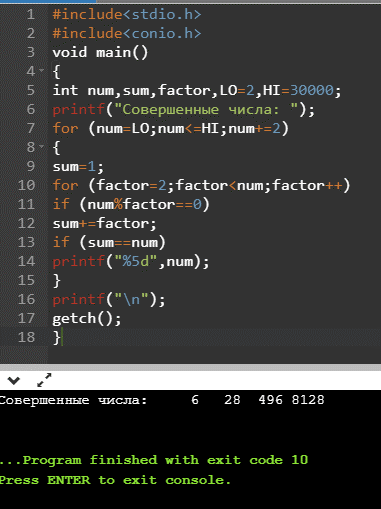 1 #include<stdio.h>
2 #include<conio.h>
3 void main()
4 {
5 int num,sum,factor,LO=2,HI=30000;
6 printf("Совершенные числа: ");
7 for (num=LO;num<=HI;num+=2)
8 {
9 sum=1;
10 for (factor=2;factor<num;factor++)
11 if (num%factor==0)
12 sum+=factor;
13 if (sum==num)
14 printf("%5d",num);
15 }
16 printf("\n");
17 getch();
18 }
Совершенные числа:     6   28  496 8128
...Program finished with exit code 10
Press ENTER to exit console.